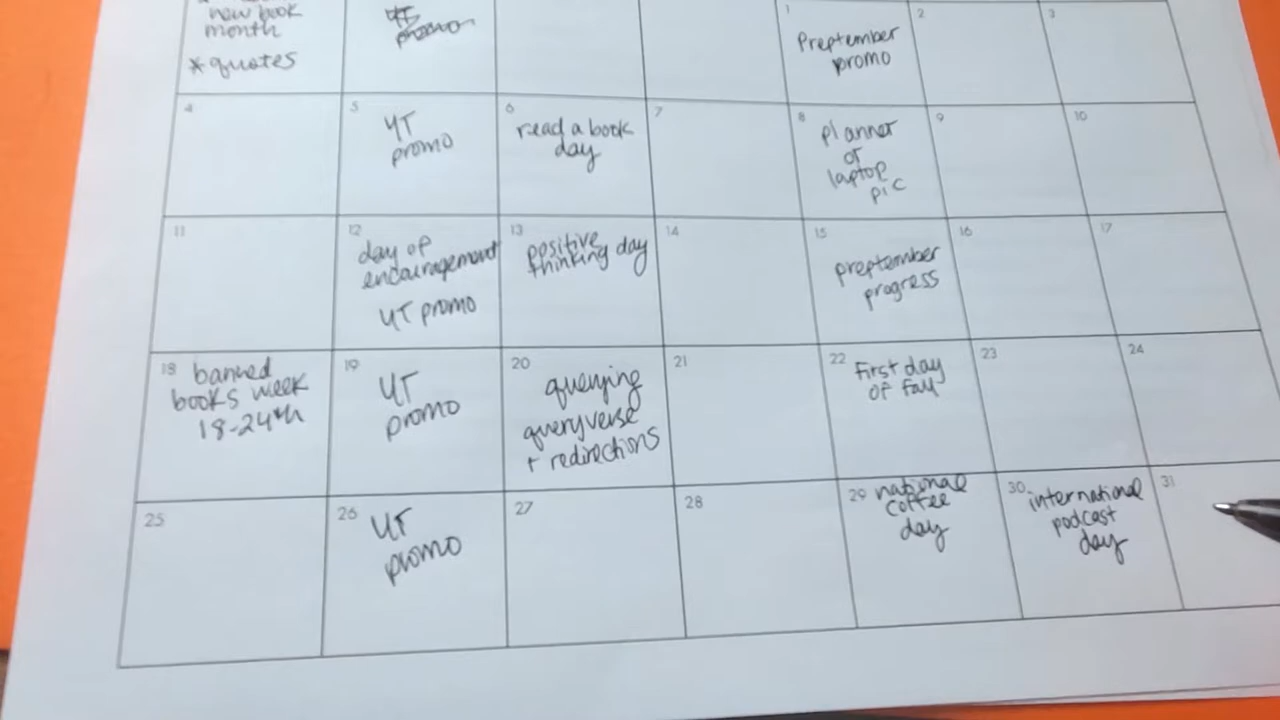 new book
month
* quotes
promo
1
Preptember
promo
2
3
4
5
YT
promo
6
read a book
day
7
8
planner
or
laptop
pic
9
10
11
12
day of
encouragement
YT promo
13
positive
thinking day
14
15
preptember
progress
16
17
18 banned
books week
18-24th
19
YT
promo
20
querying
queryverse
+ redirections
21
22
first day
of fall
23
24
25
26
YT
promo
27
28
29 national
coffee
day
30 international
podcast
day
31